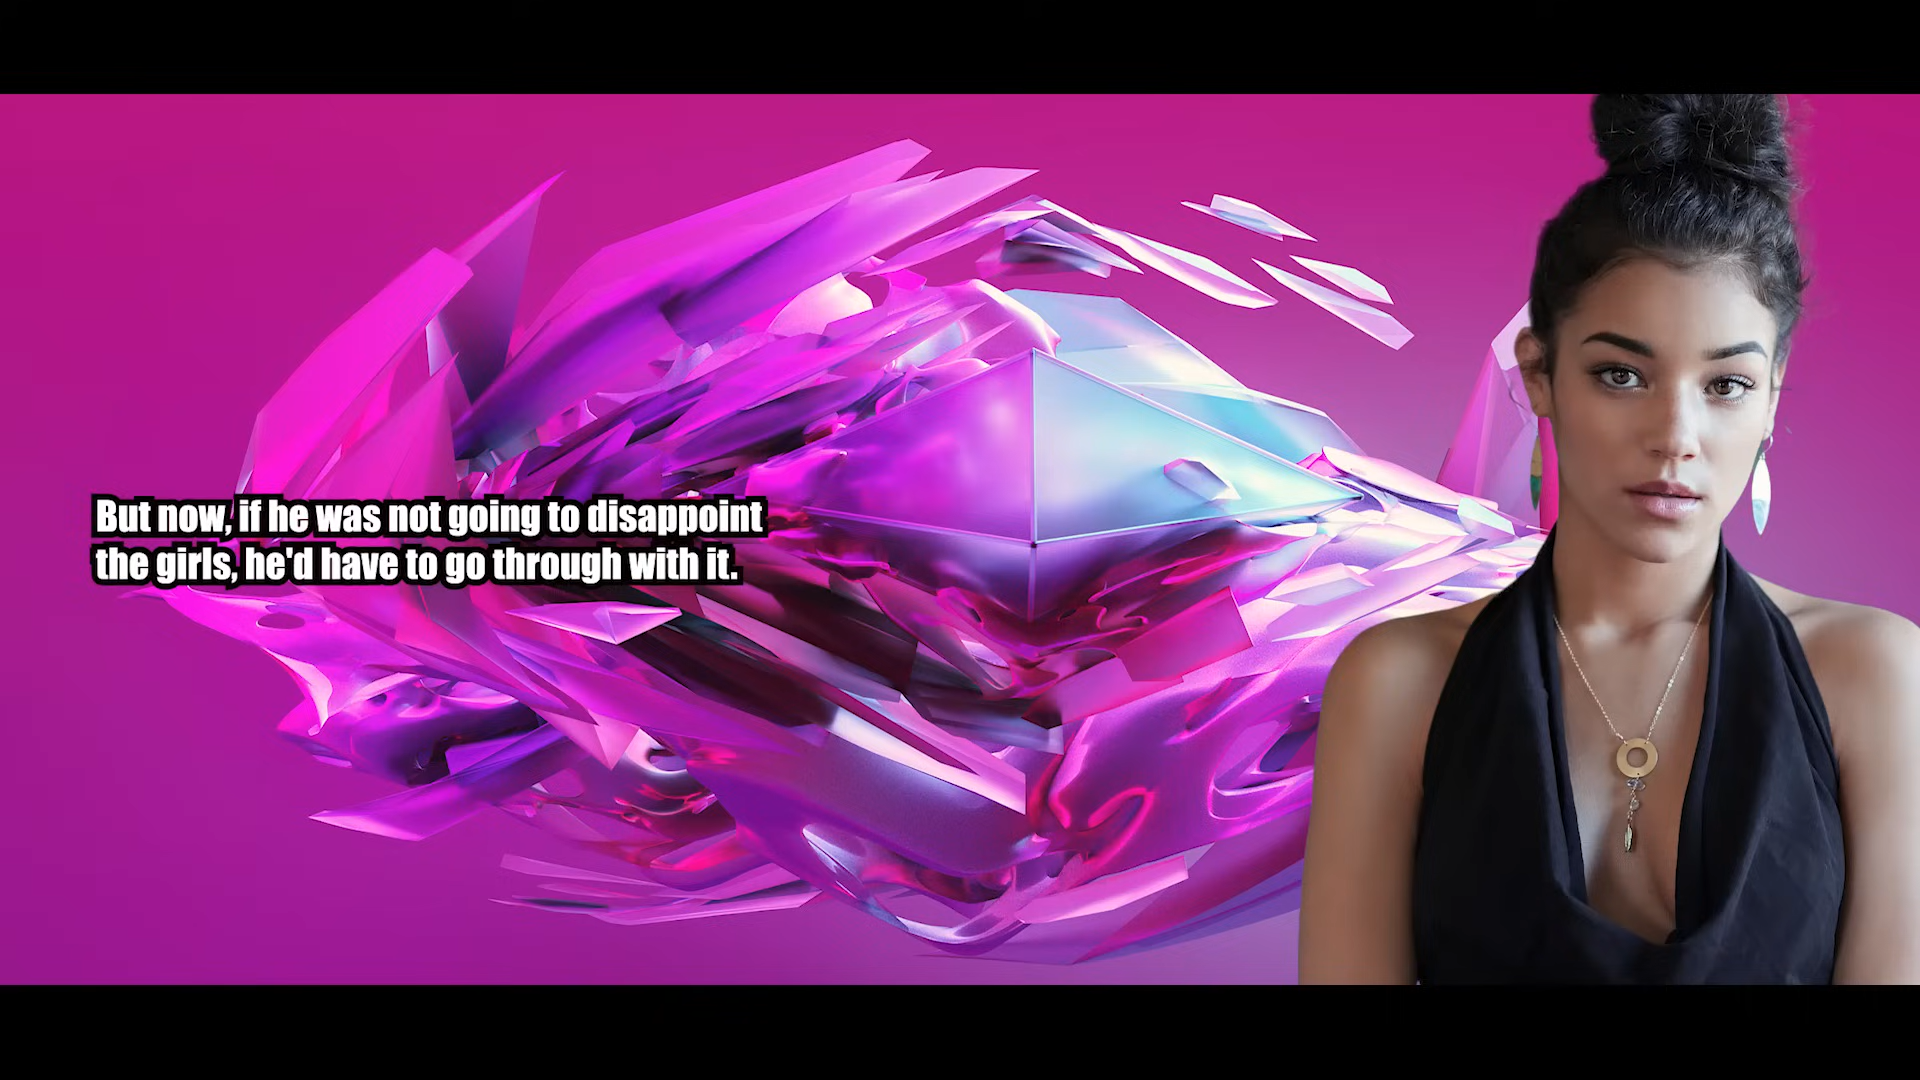 But now, if he was not going to disappoint
the girls, he'd have to go through with it.